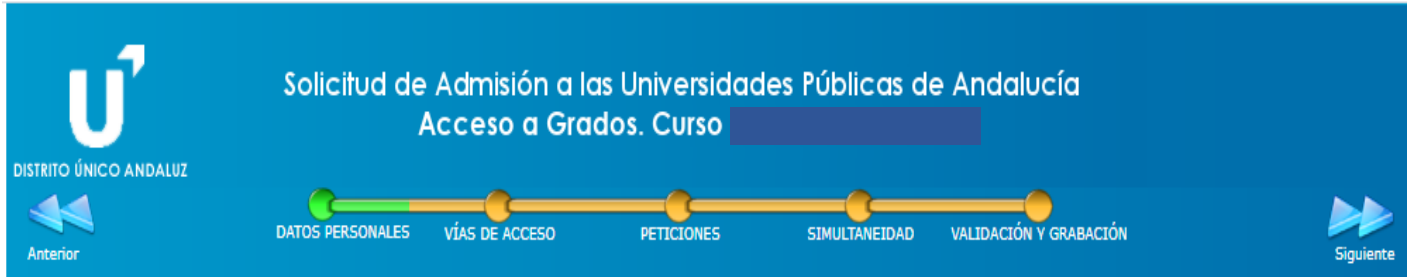 Solicitud de Admisión a las Universidades Públicas de Andalucía
Acceso a Grados. Curso
DISTRITO ÚNICO ANDALUZ
Anterior
DATOS PERSONALES
VÍAS DE ACCESO
PETICIONES
SIMULTANEIDAD
VALIDACIÓN Y GRABACIÓN
Siguiente